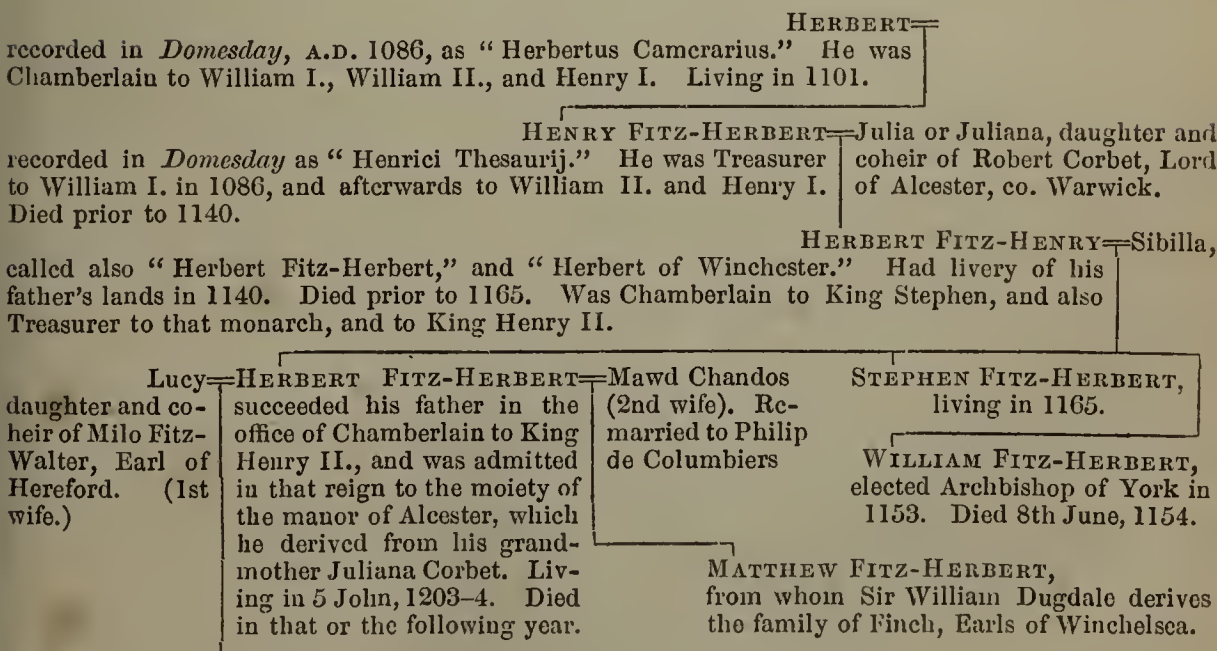 HERBERT=
recorded in Domesday, A.D. 1086, as “ Herbertus Camerarius.” He was
Chamberlain to William I., William II., and Henry I. Living in 1101.
HENRY FITZ-HERBERT=Julia or Juliana, daughter and
recorded in Domesday as “ Henrici Thesaurij.” He was Treasurer
to William I. in 1086, and afterwards to William II. and Henry I.
Died prior to 1140.
coheir of Robert Corbet, Lord
of Alcester, co. Warwick.
HERBERT FITZ-HENRY=Sibilla,
called also “ Herbert Fitz-Herbert,” and “ Herbert of Winchester.” Had livery of his
father's lands in 1140. Died prior to 1165. Was Chamberlain to King Stephen, and also
Treasurer to that monarch, and to King Henry II.
Lucy=
daughter and co-
heir of Milo Fitz-
Walter, Earl of
Hereford. (1st
wife.)
HERBERT FITZ-HERBERT=
succeeded his father in the
office of Chamberlain to King
Henry II., and was admitted
in that reign to the moiety of
the manor of Alcester, which
he derived from his grand-
mother Juliana Corbet. Liv-
ing in 5 John, 1203-4. Died
in that or the following year.
Mawd Chandos
(2nd wife). Re-
married to Philip
de Columbiers
STEPHEN FITZ-HERBERT,
living in 1165.
WILLIAM FITZ-HERBERT,
elected Archbishop of York in
1153. Died 8th June, 1154.
MATTHEW FITZ-HERBERT,
from whom Sir William Dugdale derives
the family of Finch, Earls of Winchelsea.